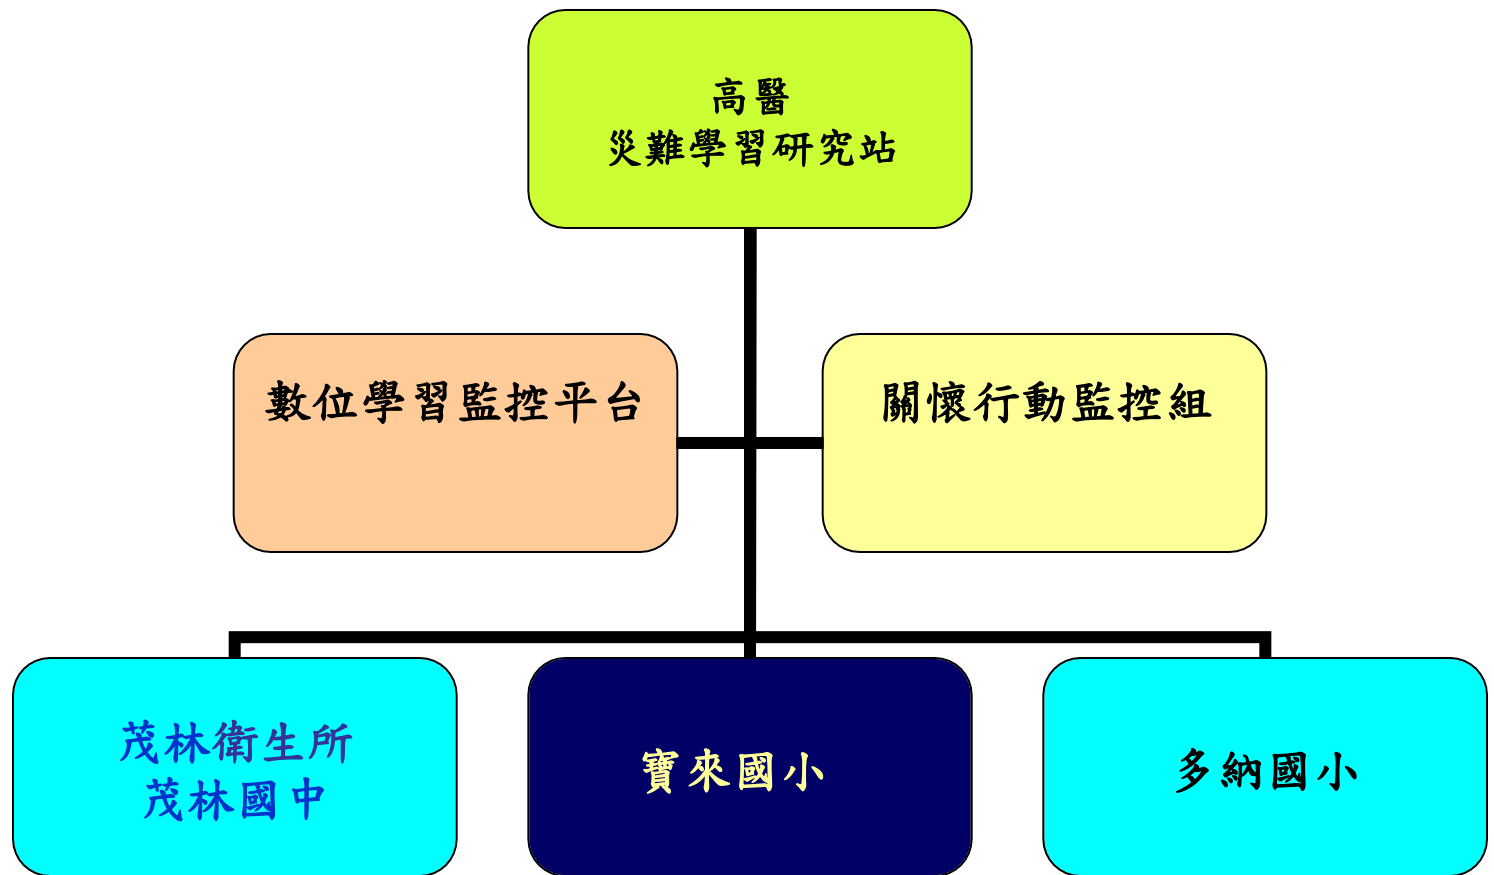 高醫
災難學習研究站
數位學習監控平台
關懷行動監控組
茂林衛生所
茂林國中
寶來國小
多納國小